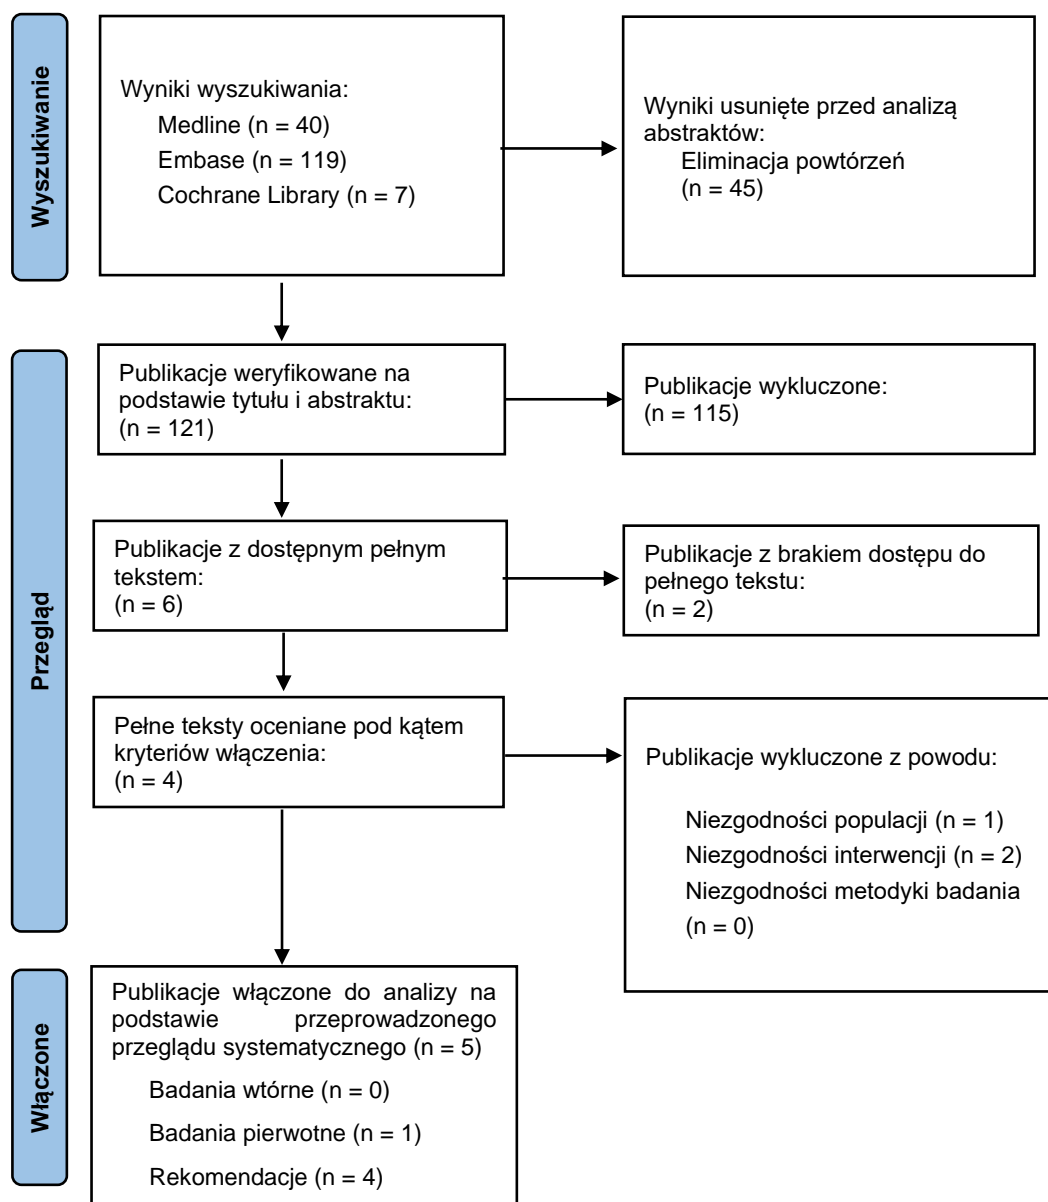 Wyszukiwanie
Wyniki wyszukiwania:
Medline (n = 40)
Embase (n = 119)
Cochrane Library (n = 7)
Wyniki usunięte przed analizą
abstraktów:
Eliminacja powtórzeń
(n = 45)
Przegląd
Publikacje weryfikowane na
podstawie tytułu i abstraktu:
(n = 121)
Publikacje wykluczone:
(n = 115)
Publikacje z dostępnym pełnym
tekstem:
(n = 6)
Publikacje z brakiem dostępu do
pełnego tekstu:
(n = 2)
Pełne teksty oceniane pod kątem
kryteriów włączenia:
(n = 4)
Publikacje wykluczone z powodu:
Niezgodności populacji (n = 1)
Niezgodności interwencji (n = 2)
Niezgodności metodyki badania
(n = 0)
Włączone
Publikacje włączone do analizy na
podstawie przeprowadzonego
przeglądu systematycznego (n = 5)
Badania wtórne (n = 0)
Badania pierwotne (n = 1)
Rekomendacje (n = 4)